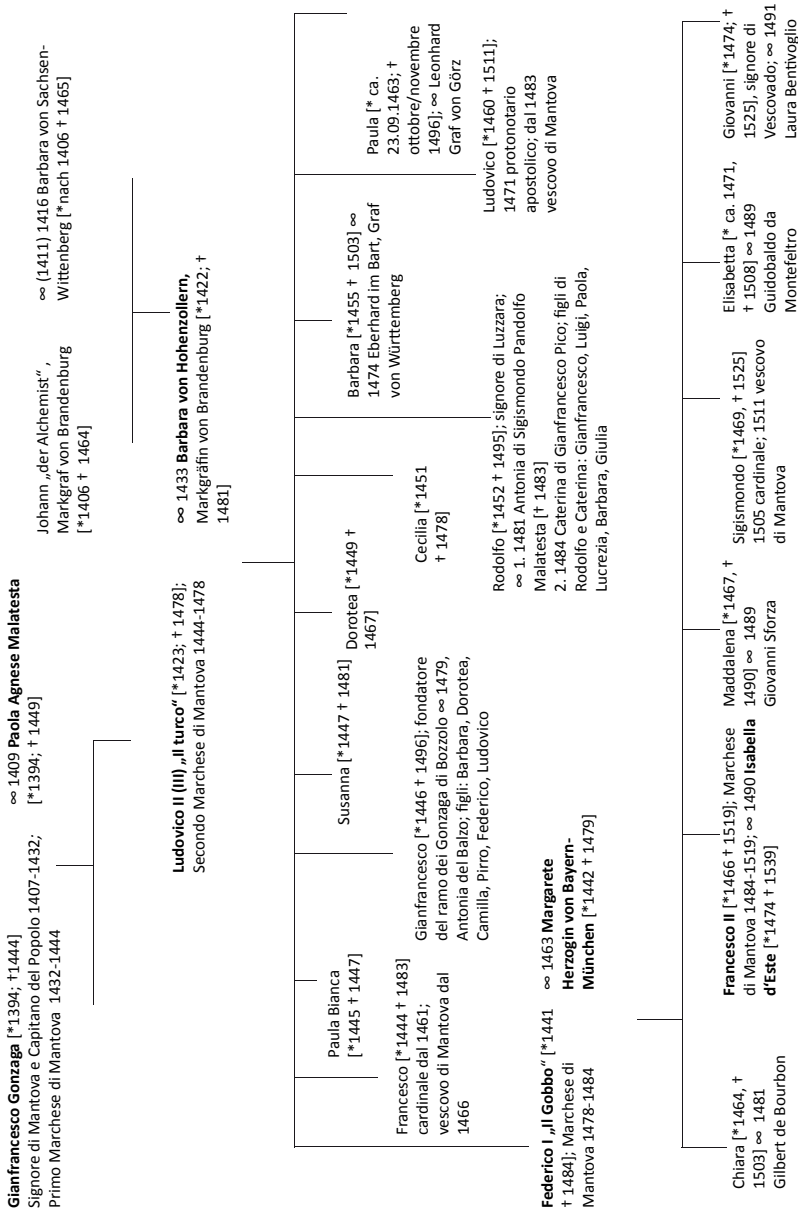 Gianfrancesco Gonzaga [*1394; †1444]
Signore di Mantova e Capitano del Popolo 1407-1432;
Primo Marchese di Mantova 1432-1444
∞ 1409 Paola Agnese Malatesta
[*1394; † 1449]
Johann „der Alchemist“ ,
Markgraf von Brandenburg
[*1406 † 1464]
∞ (1411) 1416 Barbara von Sachsen-
Wittenberg [*nach 1406 † 1465]
Ludovico II (III) „Il turco“ [*1423; † 1478];
Secondo Marchese di Mantova 1444-1478
∞ 1433 Barbara von Hohenzollern,
Markgräfin von Brandenburg [*1422; †
1481]
Paula Bianca
[*1445 † 1447]
Susanna [*1447 † 1481]
Dorotea [*1449 †
1467]
Barbara [*1455 † 1503] ∞
1474 Eberhard im Bart, Graf
von Württemberg
Paula [* ca.
23.09.1463; †
ottobre/novembre
1496]; ∞ Leonhard
Graf von Görz
Francesco [*1444 † 1483]
cardinale dal 1461;
vescovo di Mantova dal
1466
Gianfrancesco [*1446 † 1496]; fondatore
del ramo dei Gonzaga di Bozzolo ∞ 1479,
Antonia del Balzo; figli: Barbara, Dorotea,
Camilla, Pirro, Federico, Ludovico
Cecilia [*1451
† 1478]
Rodolfo [*1452 † 1495]; signore di Luzzara;
∞ 1. 1481 Antonia di Sigismondo Pandolfo
Malatesta [† 1483]
2. 1484 Caterina di Gianfrancesco Pico; figli di
Rodolfo e Caterina: Gianfrancesco, Luigi, Paola,
Lucrezia, Barbara, Giulia
Ludovico [*1460 † 1511];
1471 protonotario
apostolico; dal 1483
vescovo di Mantova
Federico I „Il Gobbo“ [*1441
† 1484]; Marchese di
Mantova 1478-1484
∞ 1463 Margarete
Herzogin von Bayern-
München [*1442 † 1479]
Chiara [*1464, †
1503] ∞ 1481
Gilbert de Bourbon
Francesco II [*1466 † 1519]; Marchese
di Mantova 1484-1519; ∞ 1490 Isabella
d’Este [*1474 † 1539]
Maddalena [*1467, †
1490] ∞ 1489
Giovanni Sforza
Sigismondo [*1469, † 1525]
1505 cardinale; 1511 vescovo
di Mantova
Elisabetta [* ca. 1471,
† 1508] ∞ 1489
Guidobaldo da
Montefeltro
Giovanni [*1474; †
1525], signore di
Vescovado; ∞ 1491
Laura Bentivoglio